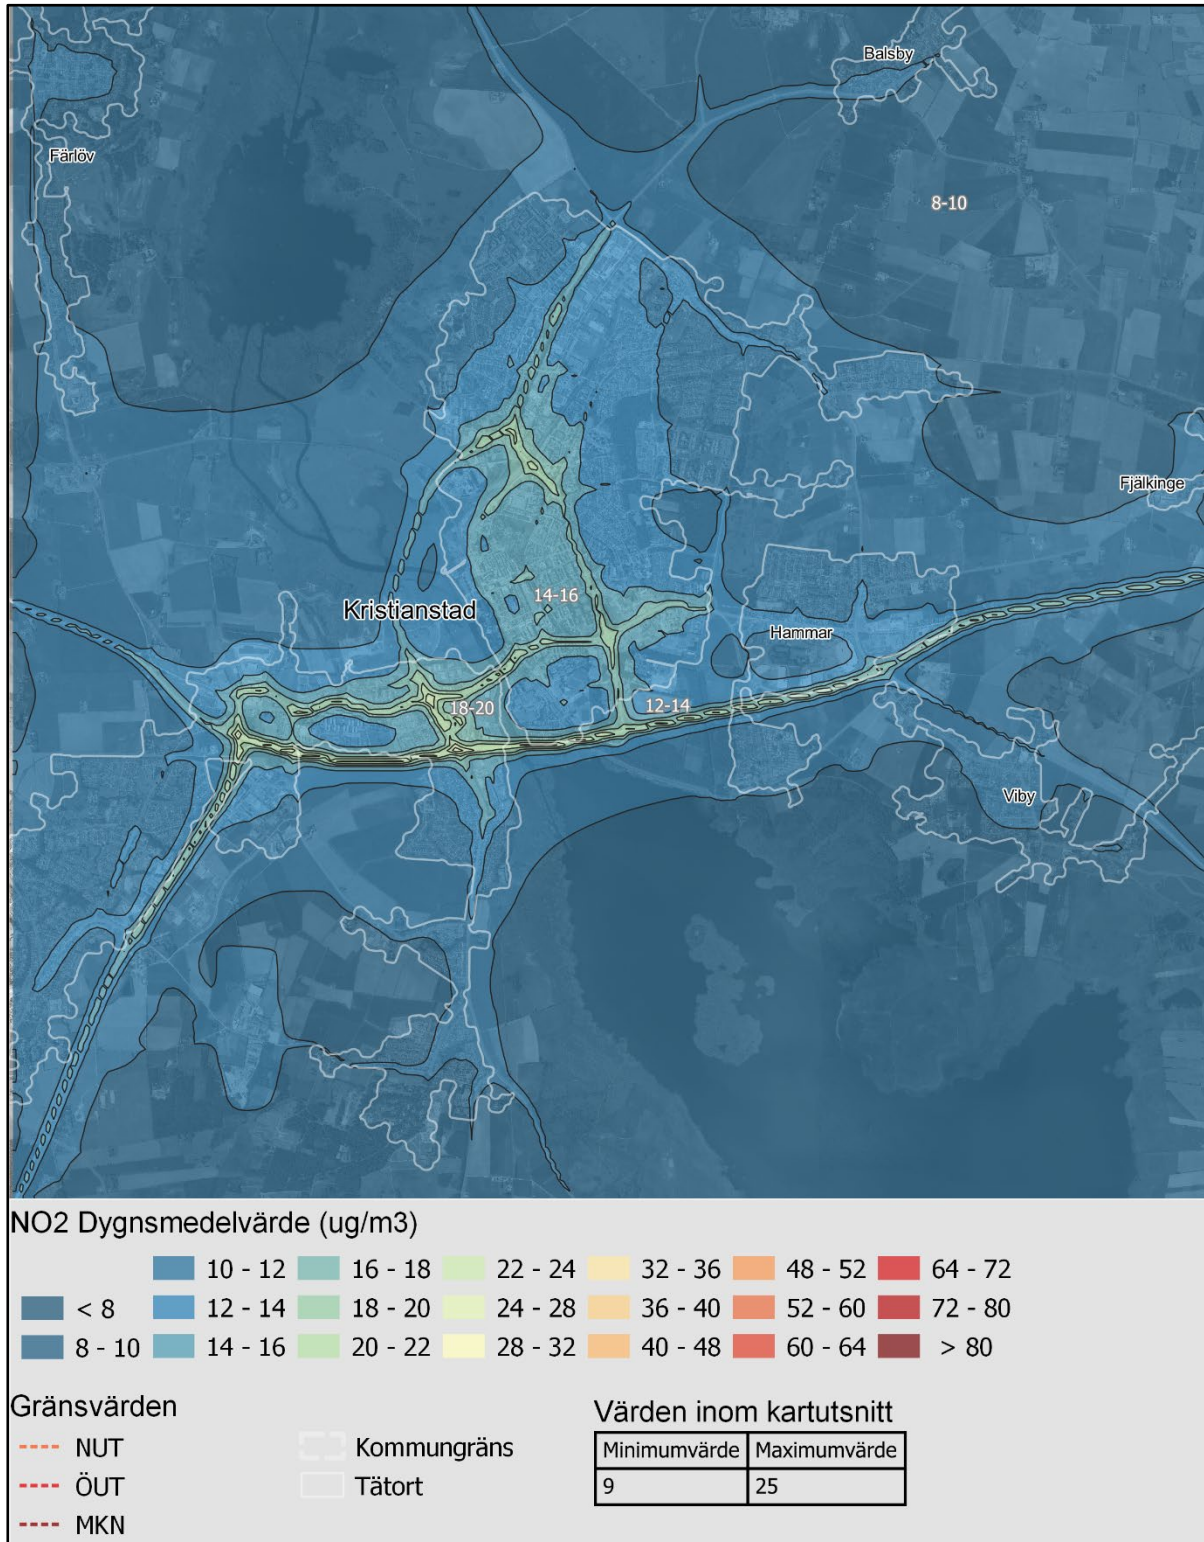 Balsby
Färlöv
8-10
Fjälkinge
14-16
Kristianstad
Hammar
18-20
12-14
Viby
NO2 Dygnsmedelvärde (ug/m3)
10 - 12 16 - 18 22 - 24 32 - 36 48 - 52 64 - 72
< 8 12 - 14 18 - 20 24 - 28 36 - 40 52 - 60 72 - 80
8 - 10 14 - 16 20 - 22 28 - 32 40 - 48 60 - 64 > 80
Gränsvärden
NUT
ÖUT
MKN
Kommungräns
Tätort
Värden inom kartutsnitt
Minimumvärde Maximumvärde
9 25